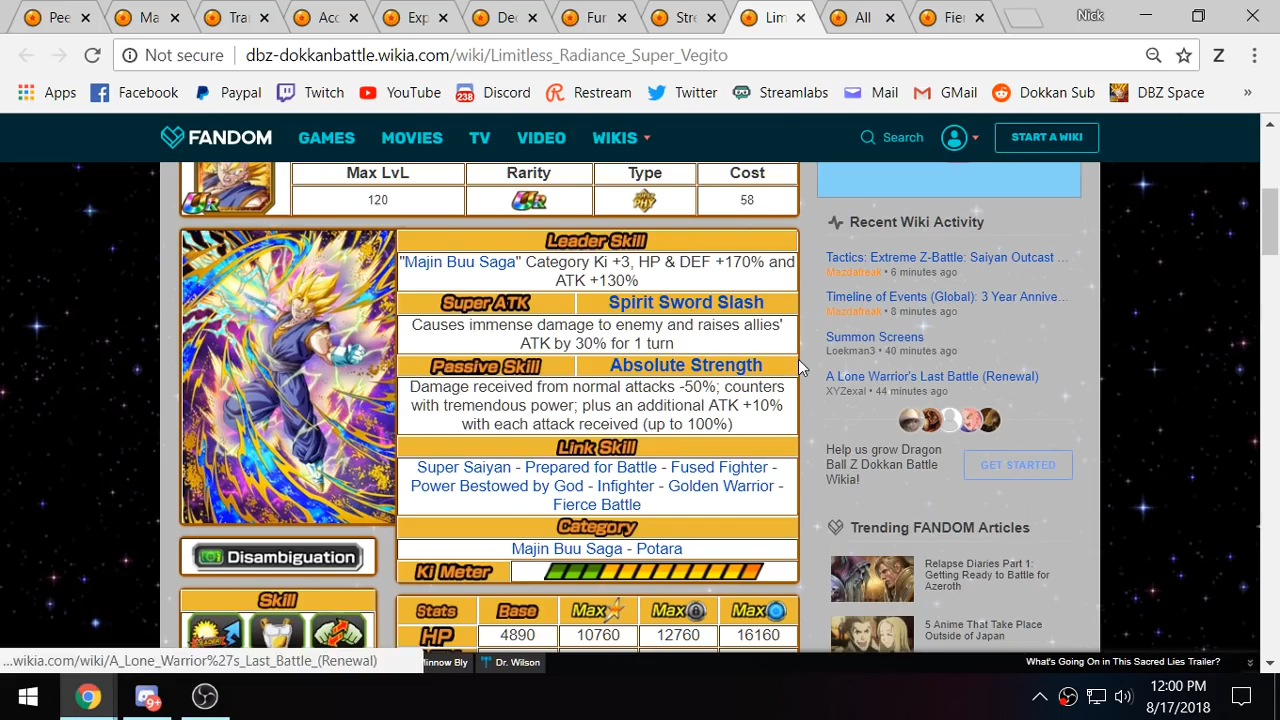 Pee
Ma
Tra
Acc
Exp
Dec
Fur
Stre
Lim
All
Fier
Nick
Not secure
dbz-dokkanbattle.wikia.com/wiki/Limitless_Radiance_Super_Vegito
Z
Apps
Facebook
Paypal
Twitch
YouTube
238
Discord
Restream
Twitter
Streamlabs
Mail
GMail
Dokkan Sub
DBZ Space
»
FANDOM
GAMES
MOVIES
TV
VIDEO
WIKIS
Search
START A WIKI
Max LvL
Rarity
Type
Cost
120
UR
PHY
58
UR
Leader Skill
"Majin Buu Saga" Category Ki +3, HP & DEF +170% and
ATK +130%
Super ATK
Spirit Sword Slash
Causes immense damage to enemy and raises allies'
ATK by 30% for 1 turn
Passive Skill
Absolute Strength
Damage received from normal attacks -50%; counters
with tremendous power; plus an additional ATK +10%
with each attack received (up to 100%)
Link Skill
Super Saiyan - Prepared for Battle - Fused Fighter -
Power Bestowed by God - Infighter - Golden Warrior -
Fierce Battle
Category
Majin Buu Saga - Potara
Ki Meter
Disambiguation
Skill
Stats
Base
Max
Max
Max
HP
4890
10760
12760
16160
Recent Wiki Activity
Tactics: Extreme Z-Battle: Saiyan Outcast ...
Mazdafreak • 6 minutes ago
Timeline of Events (Global): 3 Year Annive...
Mazdafreak • 8 minutes ago
Summon Screens
Loekman3 • 40 minutes ago
A Lone Warrior's Last Battle (Renewal)
XYZexal • 44 minutes ago
Help us grow Dragon
Ball Z Dokkan Battle
Wikia!
GET STARTED
Trending FANDOM Articles
Relapse Diaries Part 1:
Getting Ready to Battle for
Azeroth
5 Anime That Take Place
Outside of Japan
...wikia.com/wiki/A_Lone_Warrior%27s_Last_Battle_(Renewal)
Minnow Bly
Dr. Wilson
What's Going On in This Sacred Lies Trailer?
9+
12:00 PM
8/17/2018